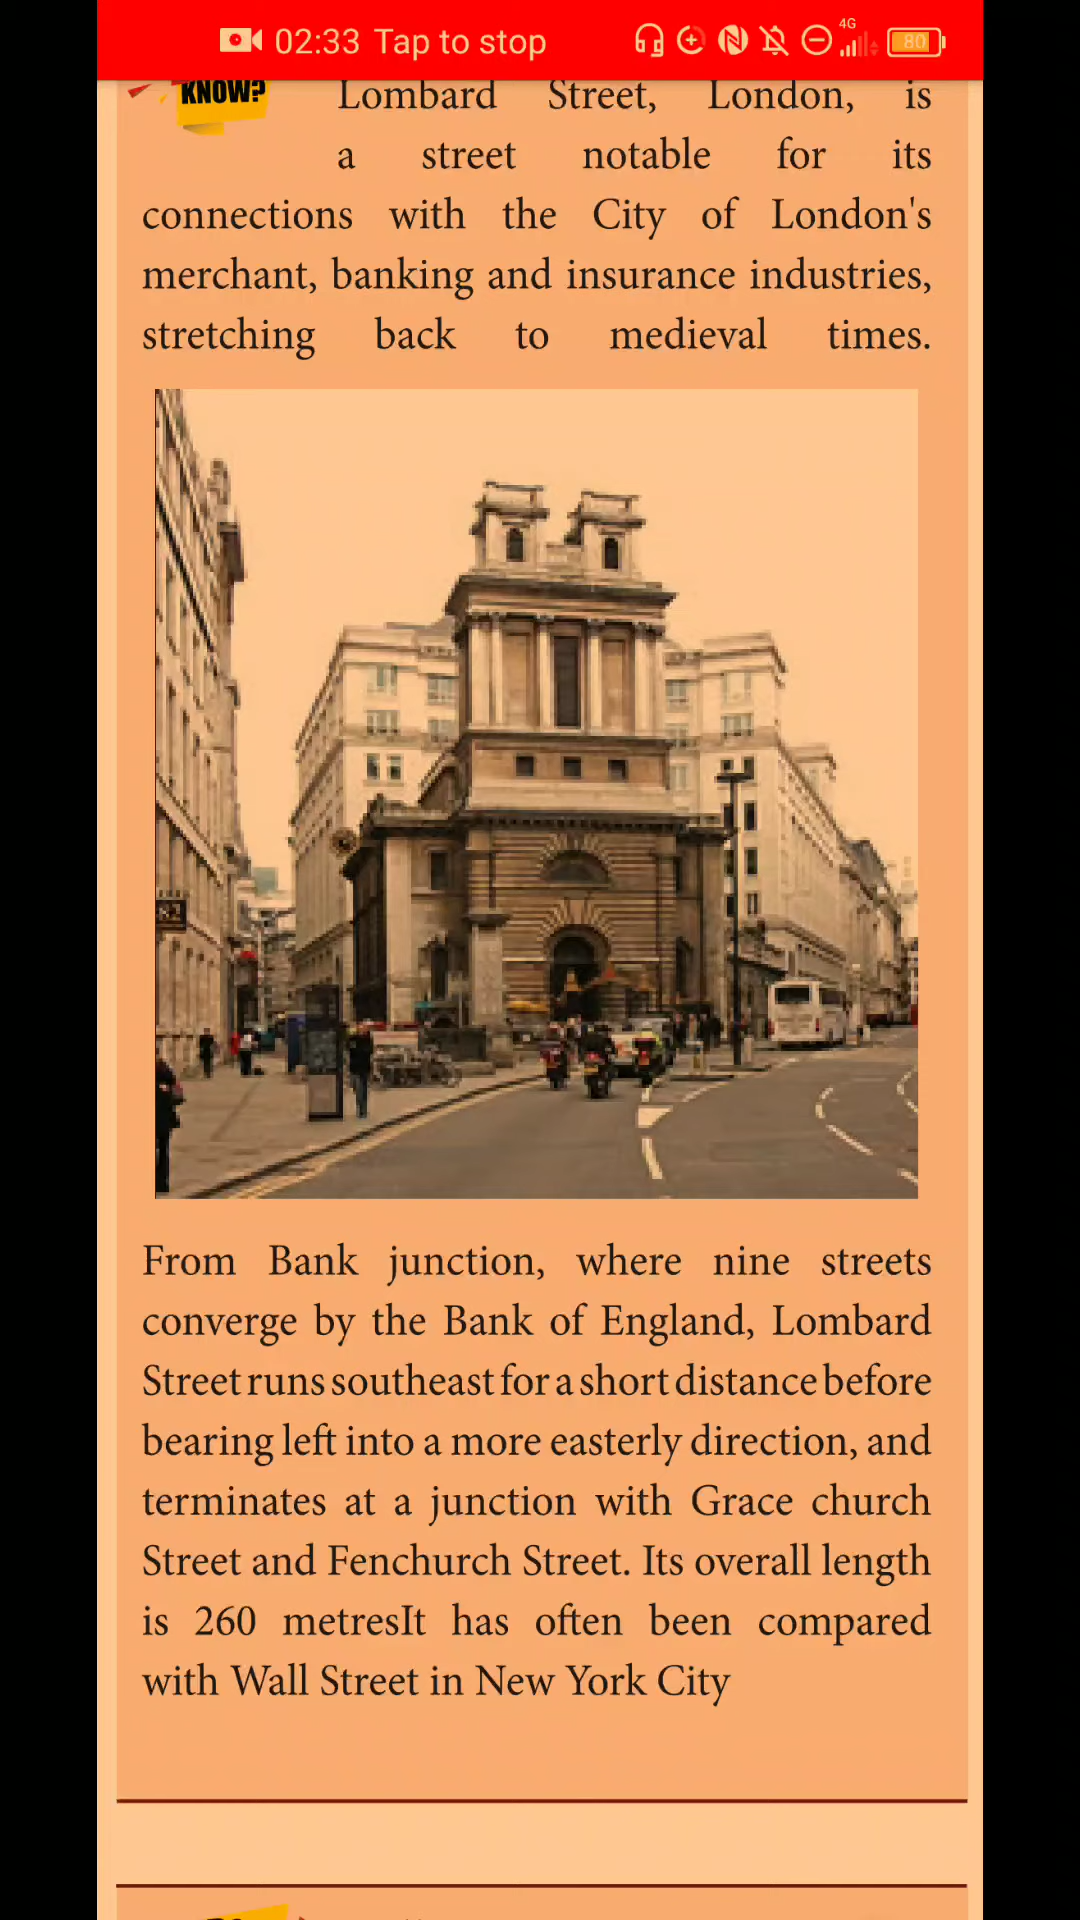 02:33 Tap to stop
4G
80
KNOW?
Lombard Street, London, is
a street notable for its
connections with the City of London's
merchant, banking and insurance industries,
stretching back to medieval times.
From Bank junction, where nine streets
converge by the Bank of England, Lombard
Street runs southeast for a short distance before
bearing left into a more easterly direction, and
terminates at a junction with Grace church
Street and Fenchurch Street. Its overall length
is 260 metresIt has often been compared
with Wall Street in New York City